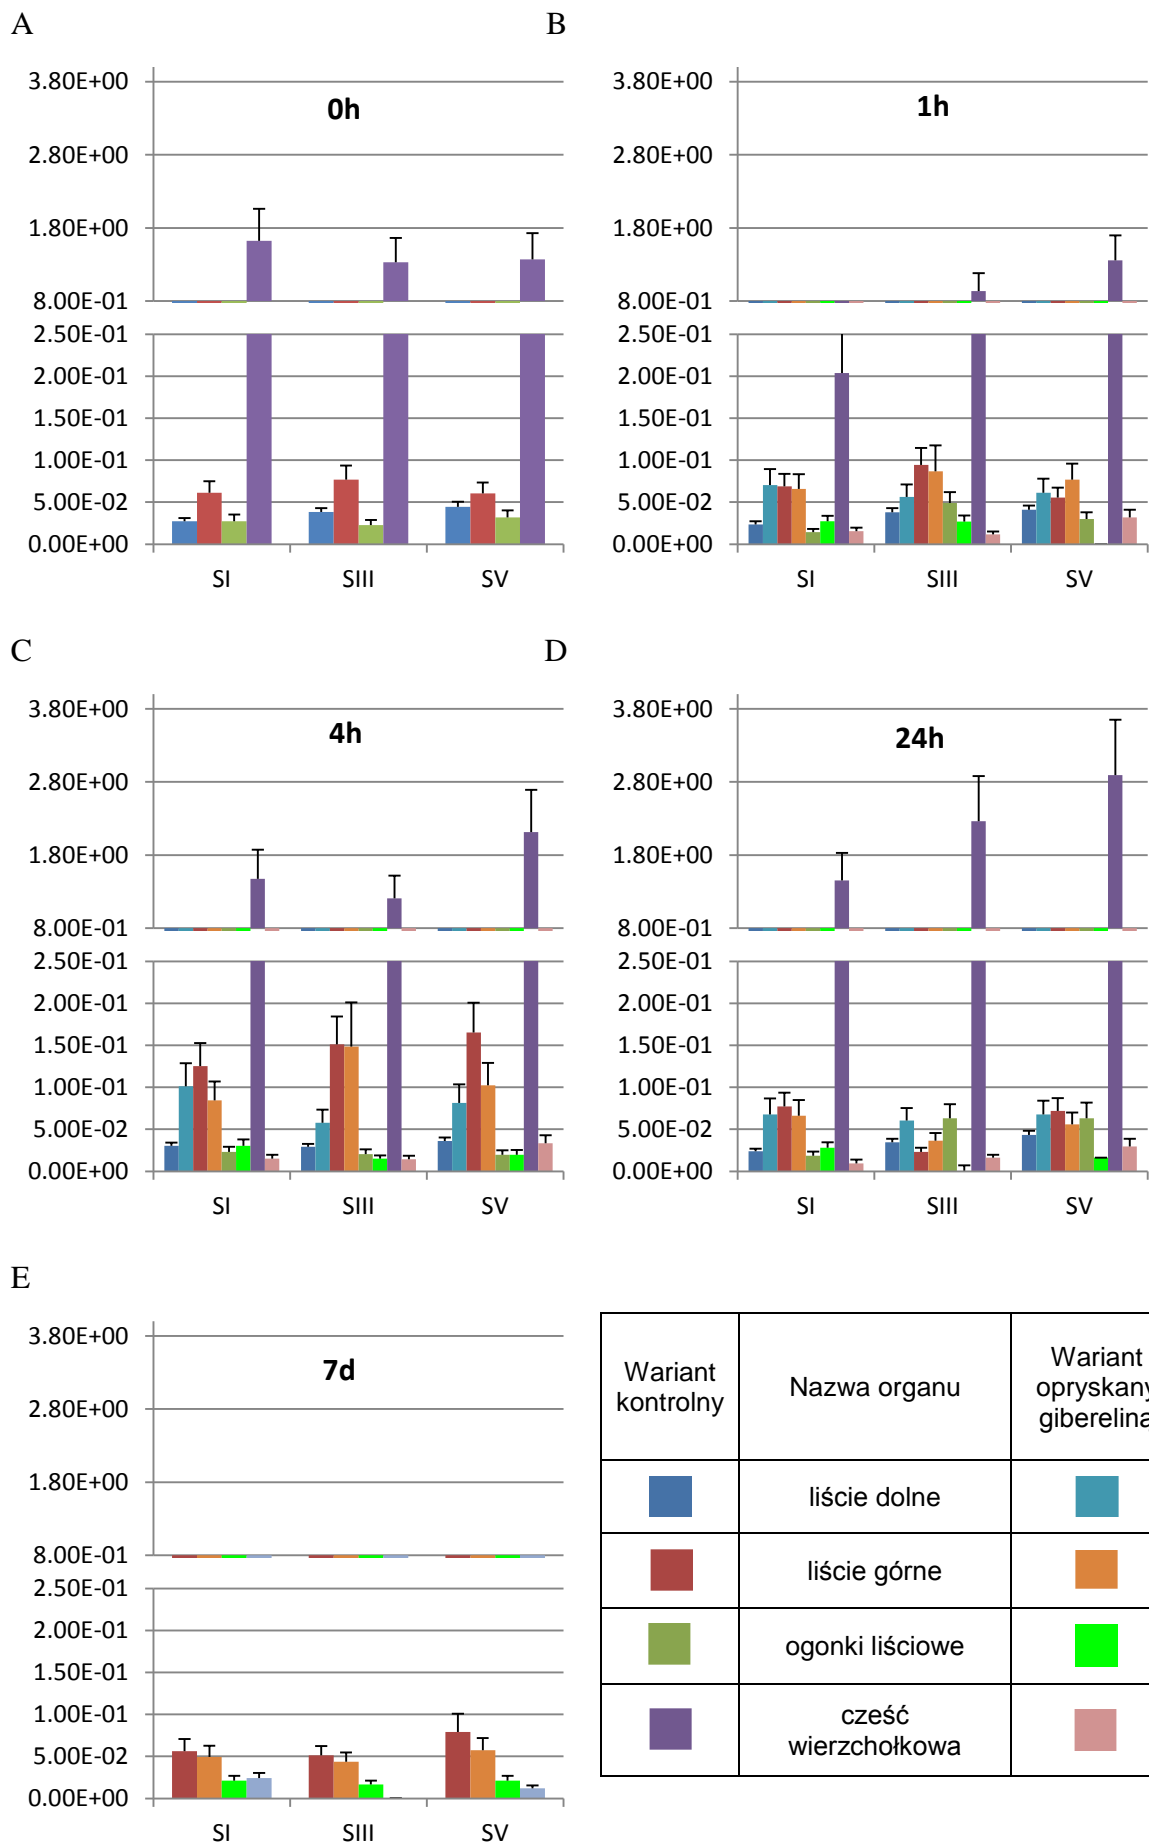 A
B
3.80E+00
2.80E+00
1.80E+00
8.00E-01
2.50E-01
2.00E-01
1.50E-01
1.00E-01
5.00E-02
0.00E+00
0h
SI SIII SV
3.80E+00
2.80E+00
1.80E+00
8.00E-01
2.50E-01
2.00E-01
1.50E-01
1.00E-01
5.00E-02
0.00E+00
1h
SI SIII SV
C
D
3.80E+00
2.80E+00
1.80E+00
8.00E-01
2.50E-01
2.00E-01
1.50E-01
1.00E-01
5.00E-02
0.00E+00
4h
SI SIII SV
3.80E+00
2.80E+00
1.80E+00
8.00E-01
2.50E-01
2.00E-01
1.50E-01
1.00E-01
5.00E-02
0.00E+00
24h
SI SIII SV
E
3.80E+00
2.80E+00
1.80E+00
8.00E-01
2.50E-01
2.00E-01
1.50E-01
1.00E-01
5.00E-02
0.00E+00
7d
SI SIII SV
Wariant
kontrolny
Nazwa organu
Wariant
opryskany
giberelina
liście dolne
liście górne
ogonki liściowe
cześć
wierzchołkowa